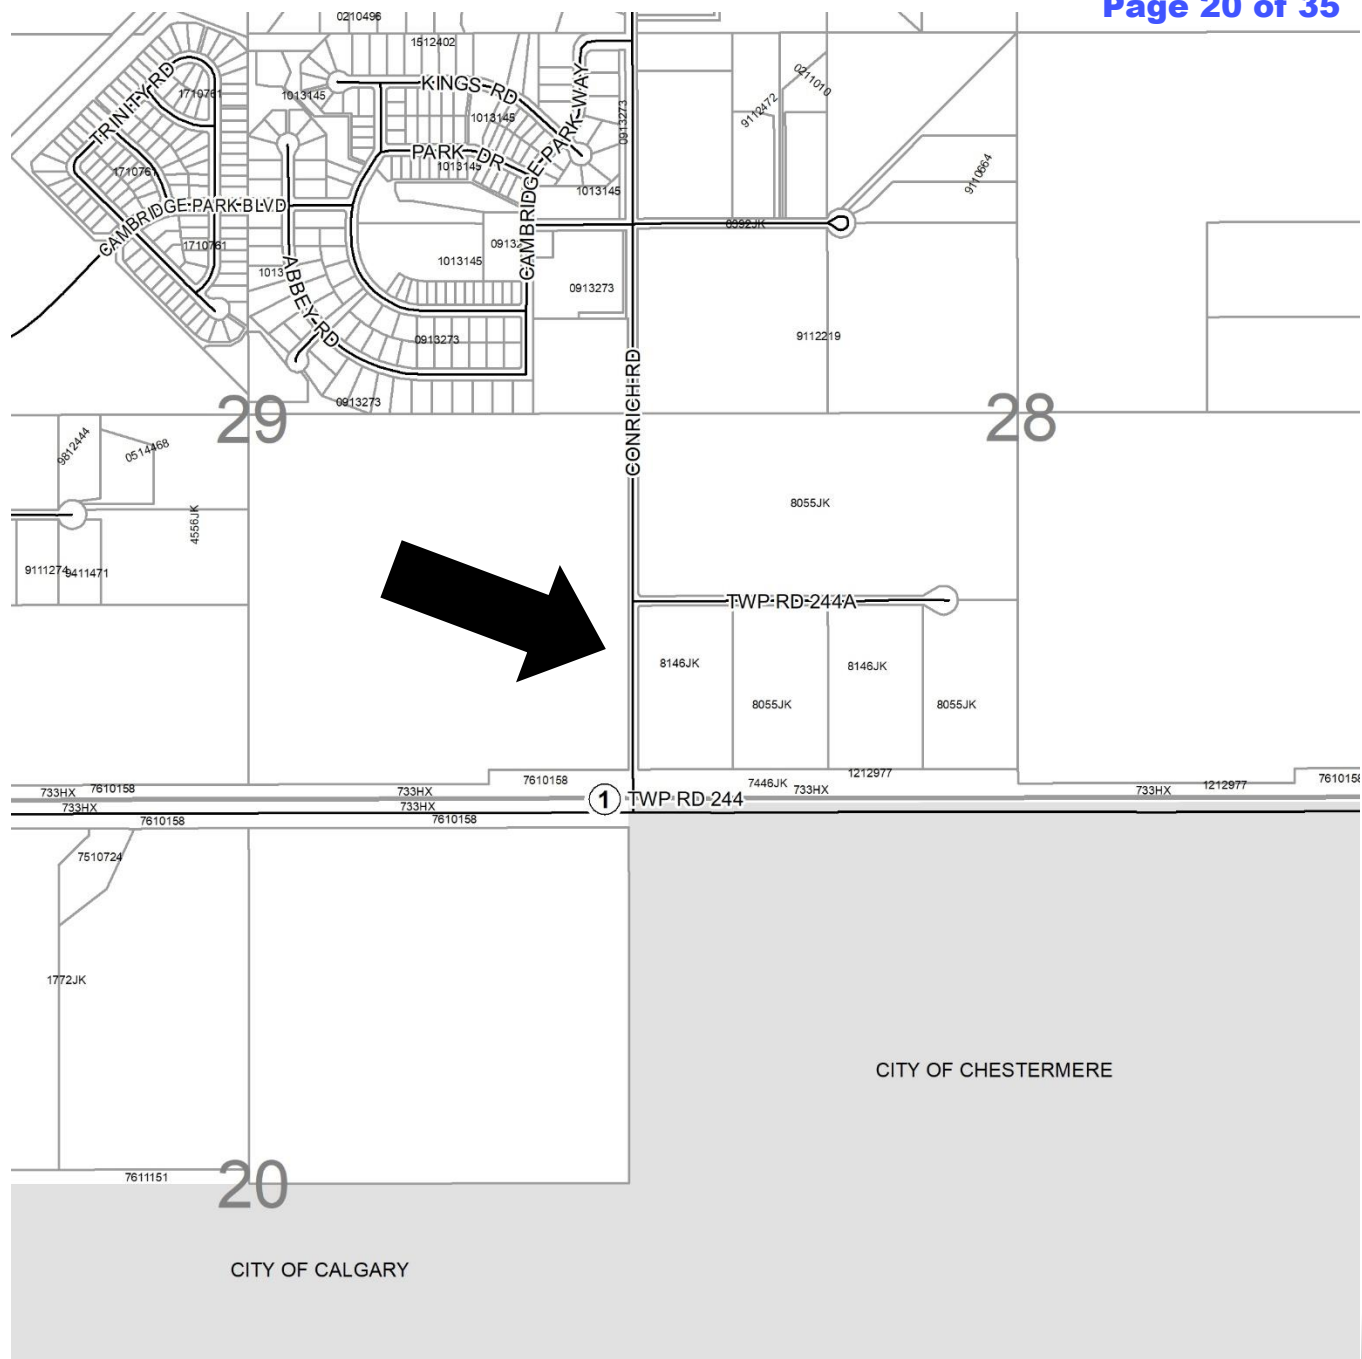 Page 20 of 35
0210496
1512402
TRINITY RD
1710761
1013145
KINGS RD
1013145
CAMBRIDGE PARK WAY
0913273
9112472
0211010
1710761
PARK DR
1013145
1013145
9110664
CAMBRIDGE PARK BLVD
8392JK
1710761
1013145
0913273
ABBEY RD
0913273
0913273
9112219
0913273
CONRICH RD
29
28
9812444
0514468
4556JK
8055JK
9111274
9411471
TWP RD 244A
8146JK
8146JK
8055JK
8055JK
7610158
7446JK
1212977
7610158
733HX
7610158
733HX
733HX
733HX
1212977
733HX
733HX
1
TWP RD 244
7610158
7610158
7510724
1772JK
CITY OF CHESTERMERE
7611151
20
CITY OF CALGARY